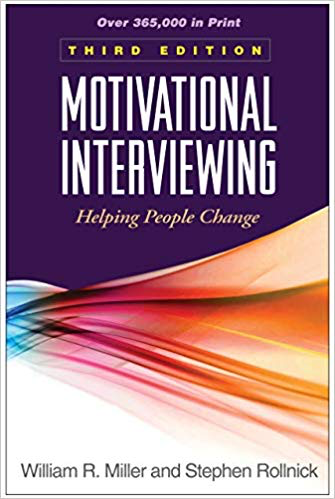 Over 365,000 in Print
THIRD EDITION
MOTIVATIONAL
INTERVIEWING
Helping People Change
William R. Miller and Stephen Rollnick